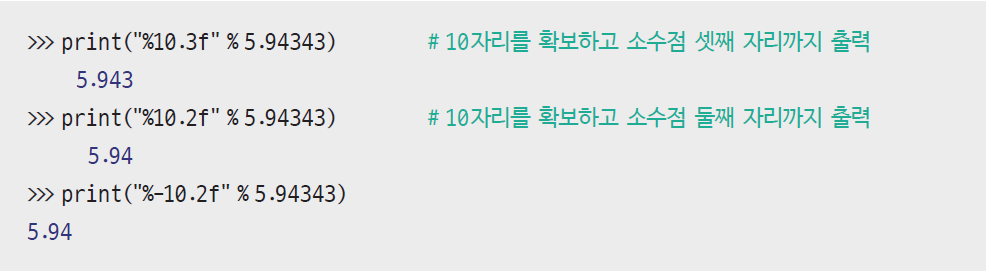 >>> print("%10.3f" % 5.94343) # 10자리를 확보하고 소수점 셋째 자리까지 출력
     5.943
>>> print("%10.2f" % 5.94343) # 10자리를 확보하고 소수점 둘째 자리까지 출력
      5.94
>>> print("%-10.2f" % 5.94343)
5.94